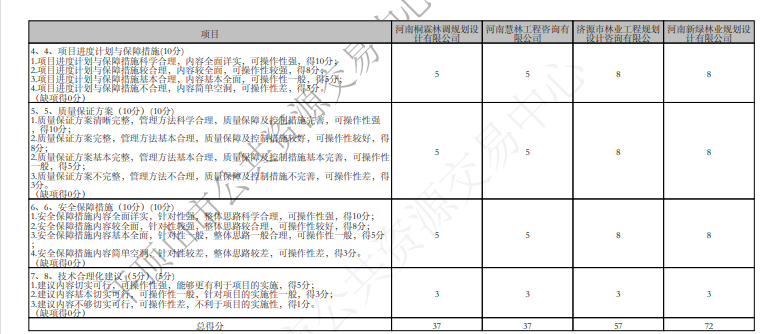 项目 河南桐霖林调规划设计有限公司 河南慧林工程咨询有限公司 济源市林业工程规划设计咨询有限公 河南新绿林业规划设计有限公司
4、4、项目进度计划与保障措施(10分)
1.项目进度计划与保障措施科学合理，内容全面详实，可操作性强，得10分；
2.项目进度计划与保障措施较合理，内容较全面，可操作性较强，得8分；
3.项目进度计划与保障措施基本合理，内容基本全面，可操作性一般，得5分；
4.项目进度计划与保障措施不合理，内容简单空洞，可操作性差，得3分。
（缺项得0分）
5 5 8 8
5、5、质量保证方案（10分）(10分)
1.质量保证方案清晰完整，管理方法科学合理，质量保障及控制措施完善，可操作性强
，得10分；
2.质量保证方案完整，管理方法基本合理，质量保障及控制措施较好，可操作性较好，得
8分；
2.质量保证方案基本完整，管理方法基本合理，质量保障及控制措施基本完善，可操作性
一般，得5分；
3.质量保证方案不完整，管理方法不合理，质量保障及控制措施不完善，可操作性差，得
3分。
（缺项得0分）
5 5 8 8
6、6、安全保障措施（10分）(10分)
1.安全保障措施内容全面详实，针对性强，整体思路科学合理，可操作性强，得10分；
2.安全保障措施内容较全面，针对性较强，整体思路较合理，可操作性较好，得8分；
3.安全保障措施内容基本全面，针对性一般，整体思路一般合理，可操作性一般，得5分
；
4.安全保障措施内容简单空洞，针对性较差，整体思路较差，可操作性差，得3分。
（缺项得0分）
5 5 8 8
7、8、技术合理化建议（5分）(5分)
1.建议内容切实可行，可操作性强，能够更有利于项目的实施，得5分；
2.建议内容基本切实可行，可操作性一般，针对项目的实施性一般，得3分；
3.建议内容不够切实可行，可操作性差，不利于项目的实施性，得1分。
（缺项得0分）
3 3 3 3
总得分 37 37 57 72
顶山市公共资源交易中心
市公共资源交易中心